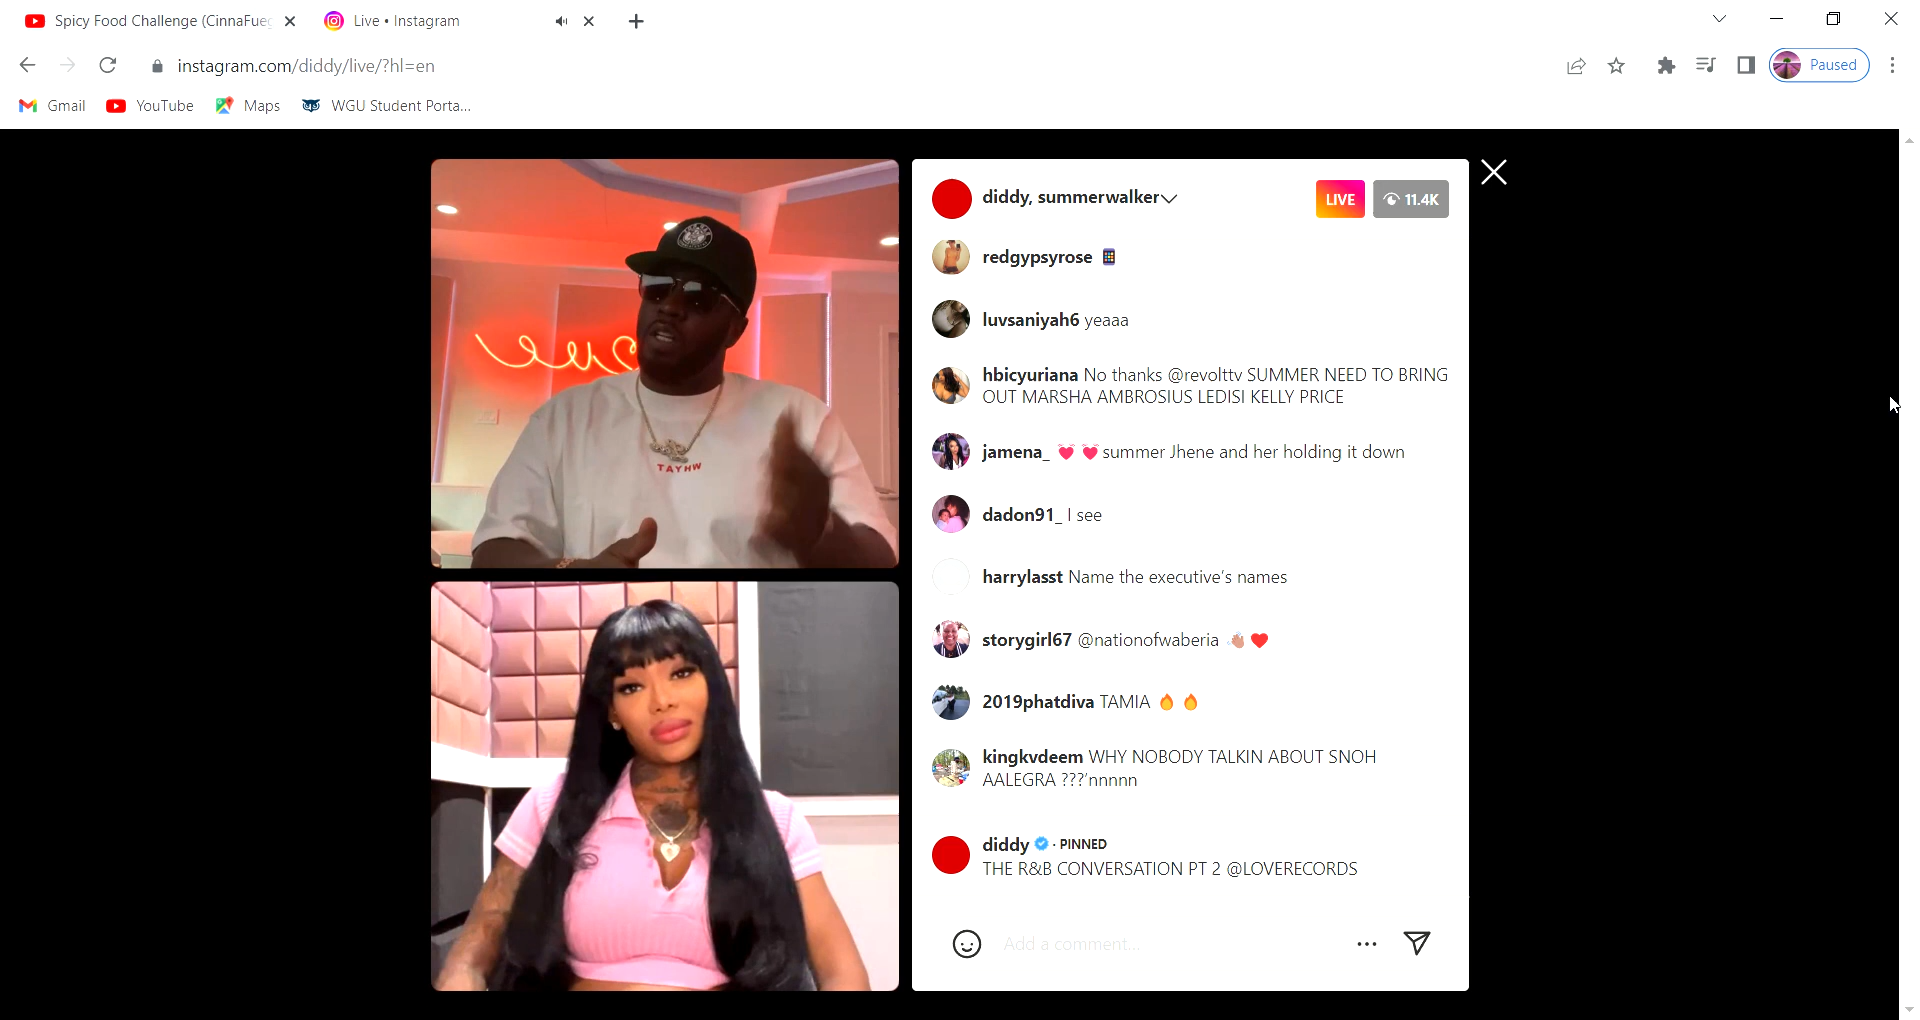 Spicy Food Challenge (CinnaFueg
Live • Instagram
instagram.com/diddy/live/?hl=en
Paused
Gmail
YouTube
Maps
WGU Student Porta...
TAYHW
diddy, summerwalker
LIVE
11.4K
redgypsyrose
luvsaniyah6 yeaaa
hbicyuriana No thanks @revolttv SUMMER NEED TO BRING
OUT MARSHA AMBROSIUS LEDISI KELLY PRICE
jamena_ 💓 💓 summer Jhene and her holding it down
dadon91_ I see
harrylasst Name the executive's names
storygirl67 @nationofwaberia 👋🏽 ❤️
2019phatdiva TAMIA 🔥 🔥
kingkvdeem WHY NOBODY TALKIN ABOUT SNOH
AALEGRA ???'nnnnn
diddy · PINNED
THE R&B CONVERSATION PT 2 @LOVERECORDS
Add a comment...